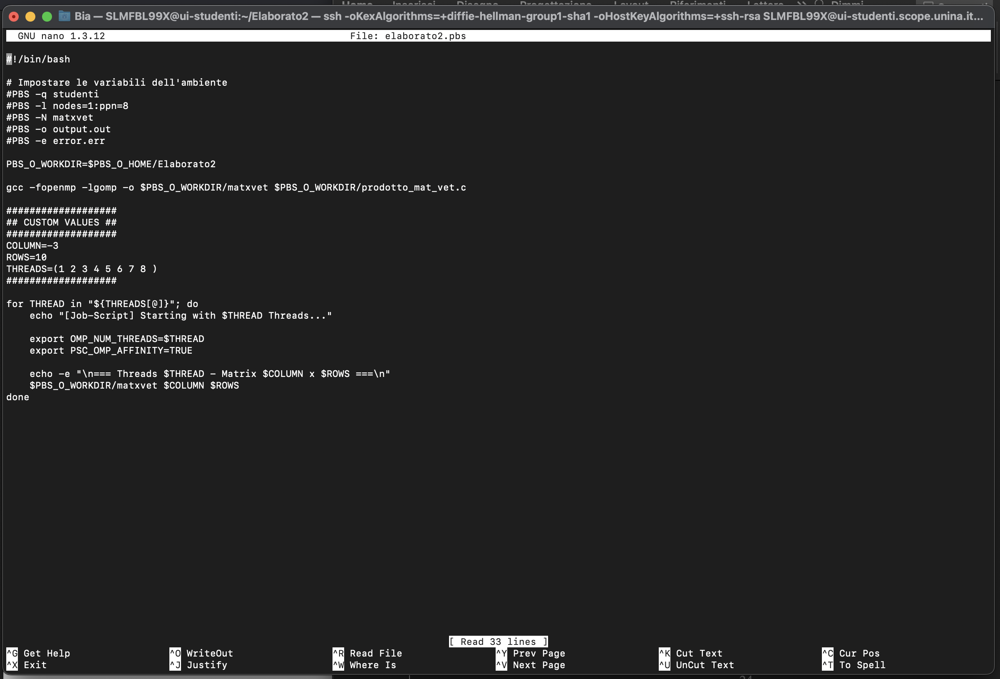 Bia — SLMFBL99X@ui-studenti:~/Elaborato2 — ssh -oKexAlgorithms=+diffie-hellman-group1-sha1 -oHostKeyAlgorithms=+ssh-rsa SLMFBL99X@ui-studenti.scope.unina.it...
GNU nano 1.3.12 File: elaborato2.pbs
#!/bin/bash
# Impostare le variabili dell'ambiente
#PBS -q studenti
#PBS -l nodes=1:ppn=8
#PBS -N matxvet
#PBS -o output.out
#PBS -e error.err
PBS_O_WORKDIR=$PBS_O_HOME/Elaborato2
gcc -fopenmp -lgomp -o $PBS_O_WORKDIR/matxvet $PBS_O_WORKDIR/prodotto_mat_vet.c
###################
## CUSTOM VALUES ##
###################
COLUMN=-3
ROWS=10
THREADS=(1 2 3 4 5 6 7 8 )
###################
for THREAD in "${THREADS[@]}"; do
    echo "[Job-Script] Starting with $THREAD Threads..."
    export OMP_NUM_THREADS=$THREAD
    export PSC_OMP_AFFINITY=TRUE
    echo -e "\n=== Threads $THREAD - Matrix $COLUMN x $ROWS ===\n"
    $PBS_O_WORKDIR/matxvet $COLUMN $ROWS
done
[ Read 33 lines ]
^G Get Help ^O WriteOut ^R Read File ^Y Prev Page ^K Cut Text ^C Cur Pos
^X Exit ^J Justify ^W Where Is ^V Next Page ^U UnCut Text ^T To Spell